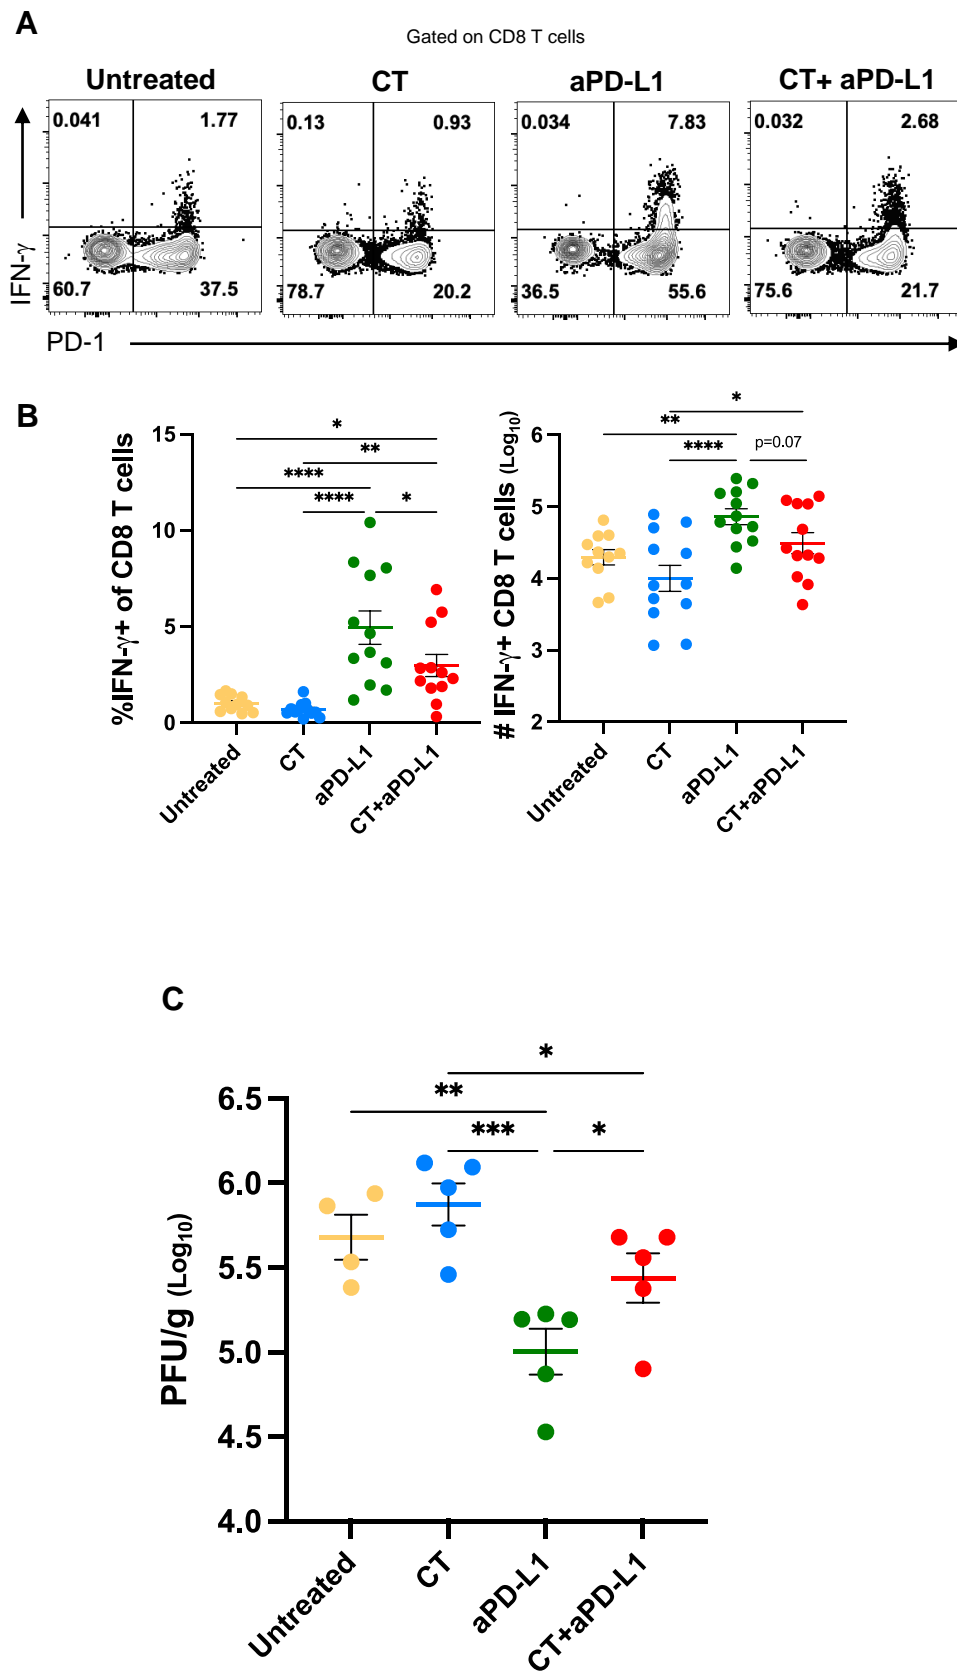 A
Gated on CD8 T cells
Untreated CT aPD-L1 CT+ aPD-L1
0.041 1.77 0.13 0.93 0.034 7.83 0.032 2.68
IFN-γ
60.7 37.5 78.7 20.2 36.5 55.6 75.6 21.7
PD-1
B
%IFN-γ+ of CD8 T cells
15
10
5
0
*
**
****
**** *
Untreated
CT
aPD-L1
CT+aPD-L1
# IFN-γ+ CD8 T cells (Log10)
6
5
4
3
2
*
**
**** p=0.07
Untreated
CT
aPD-L1
CT+aPD-L1
C
PFU/g (Log10)
6.5
6.0
5.5
5.0
4.5
4.0
*
**
*** *
Untreated
CT
aPD-L1
CT+aPD-L1